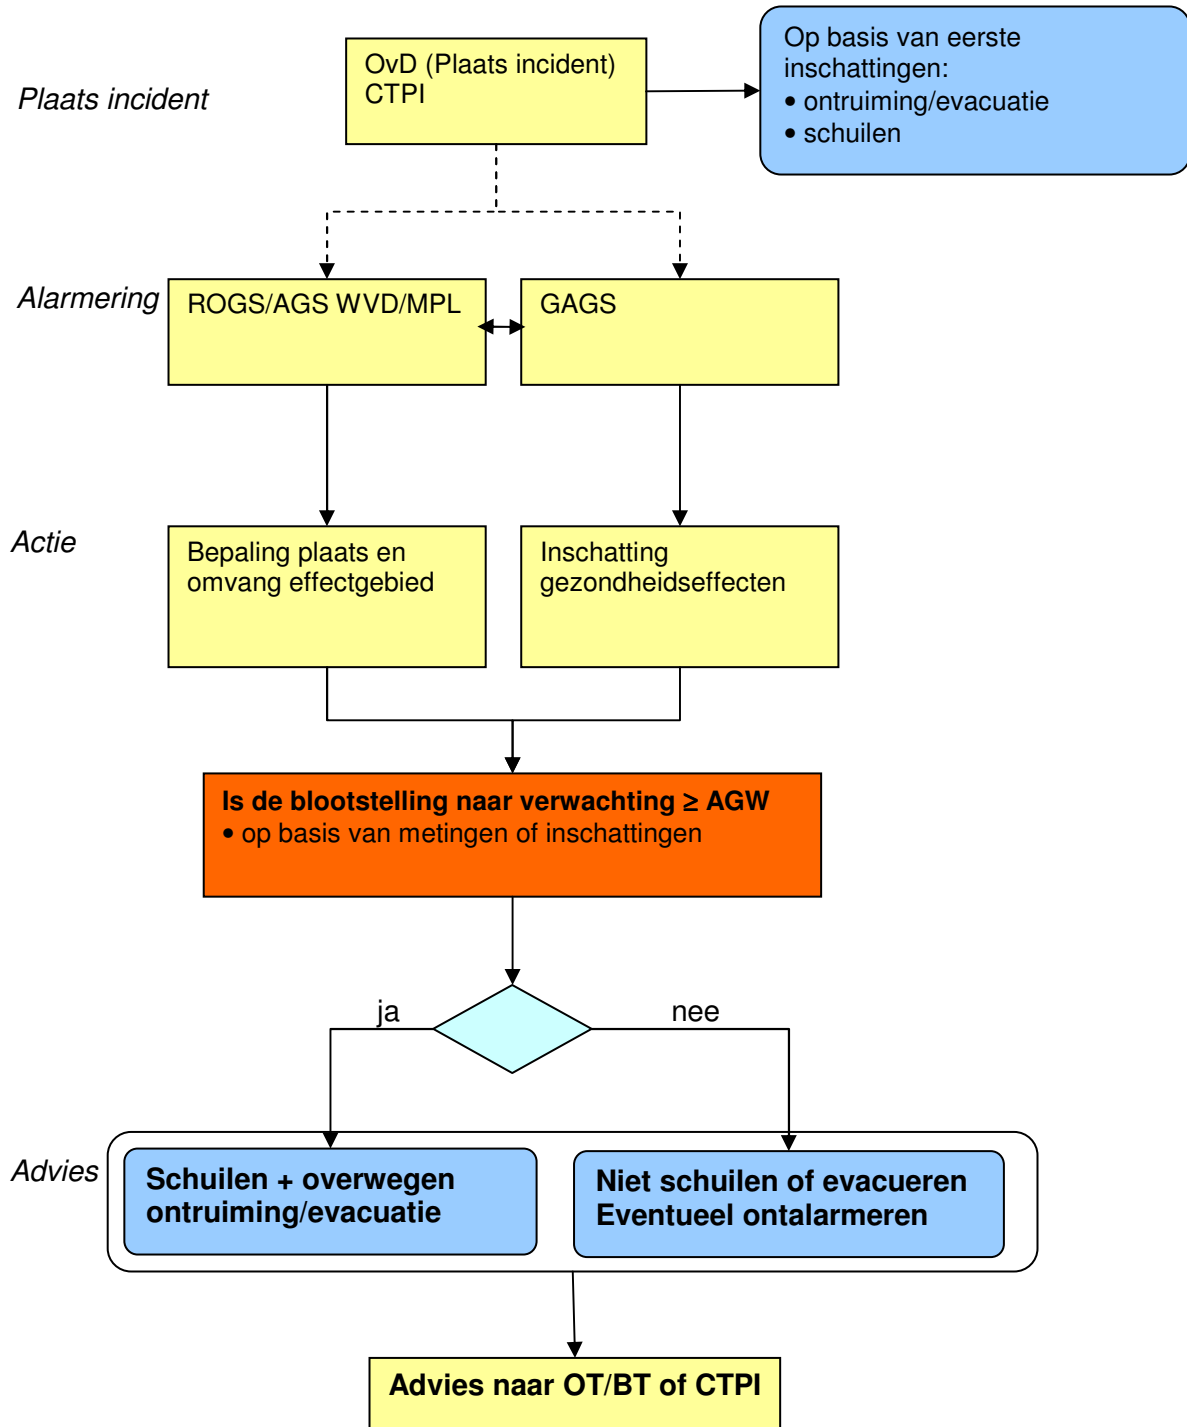 Plaats incident
OvD (Plaats incident)
CTPI
Op basis van eerste
inschattingen:
• ontruiming/evacuatie
• schuilen
Alarmering
ROGS/AGS WVD/MPL
GAGS
Actie
Bepaling plaats en
omvang effectgebied
Inschatting
gezondheidseffecten
Is de blootstelling naar verwachting ≥ AGW
• op basis van metingen of inschattingen
ja
nee
Advies
Schuilen + overwegen
ontruiming/evacuatie
Niet schuilen of evacueren
Eventueel ontalarmeren
Advies naar OT/BT of CTPI